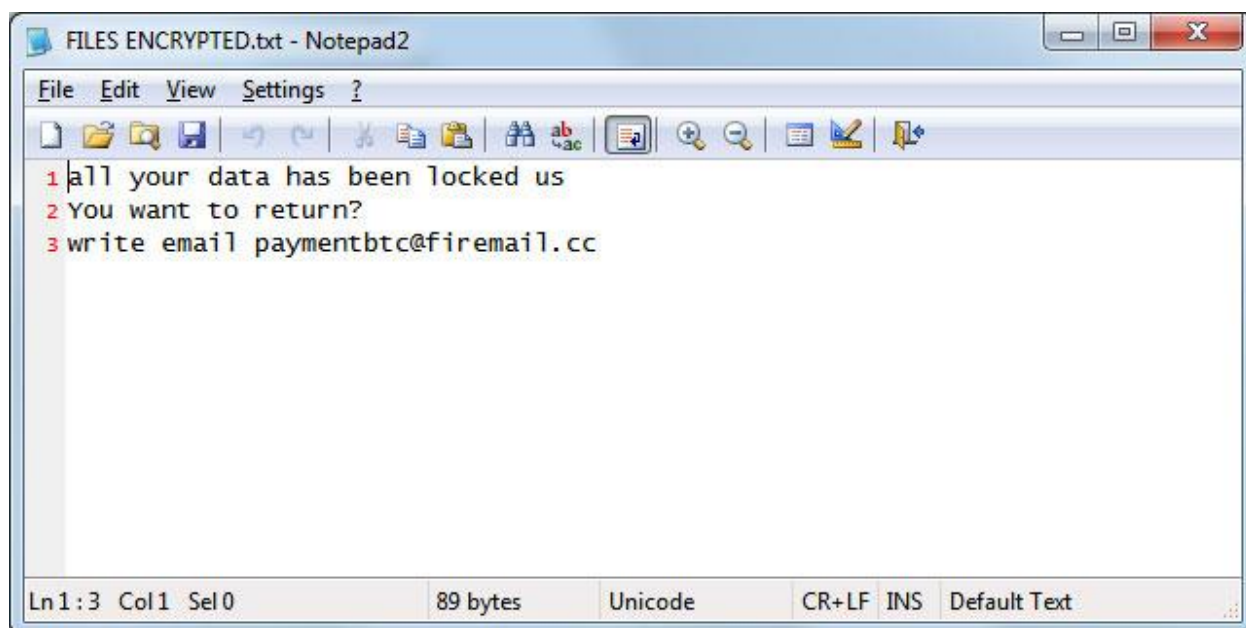 FILES ENCRYPTED.txt - Notepad2
File Edit View Settings ?
1 all your data has been locked us
2 You want to return?
3 write email paymentbtc@firemail.cc
Ln 1 : 3 Col 1 Sel 0 89 bytes Unicode CR+LF INS Default Text